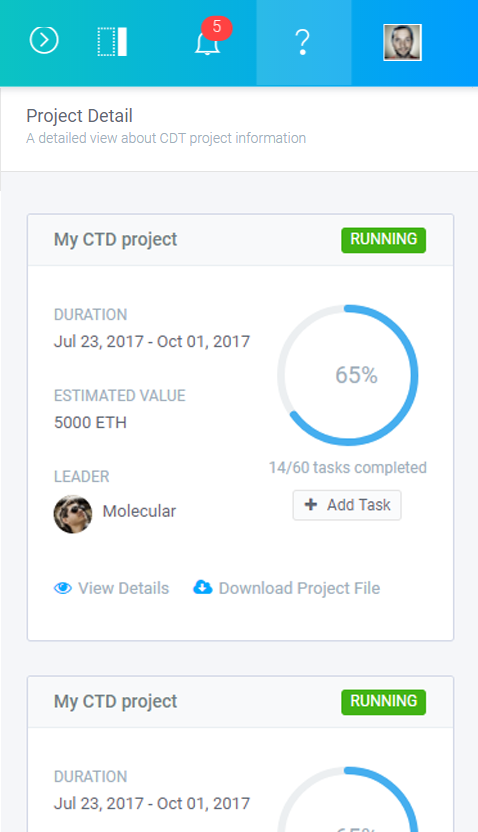 5
?
Project Detail
A detailed view about CDT project information
My CTD project
RUNNING
DURATION
Jul 23, 2017 - Oct 01, 2017
65%
ESTIMATED VALUE
5000 ETH
14/60 tasks completed
LEADER
Molecular
+ Add Task
View Details
Download Project File
My CTD project
RUNNING
DURATION
Jul 23, 2017 - Oct 01, 2017
65%